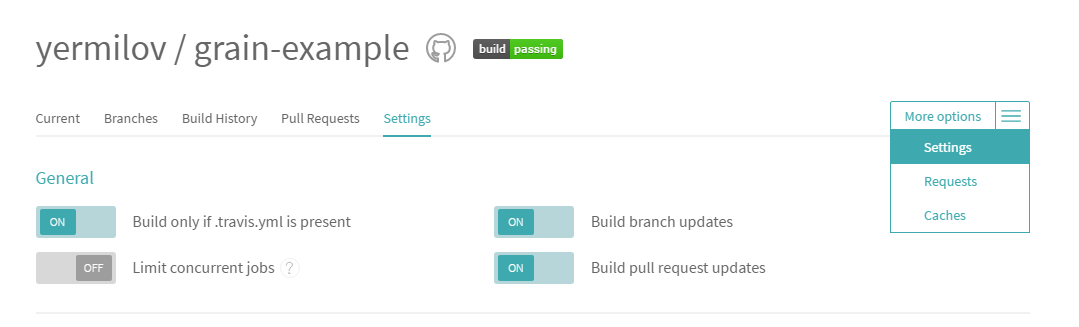 yermilov / grain-example build passing
Current Branches Build History Pull Requests Settings More options
Settings
Requests
Caches
General
ON Build only if .travis.yml is present ON Build branch updates
OFF Limit concurrent jobs ? ON Build pull request updates